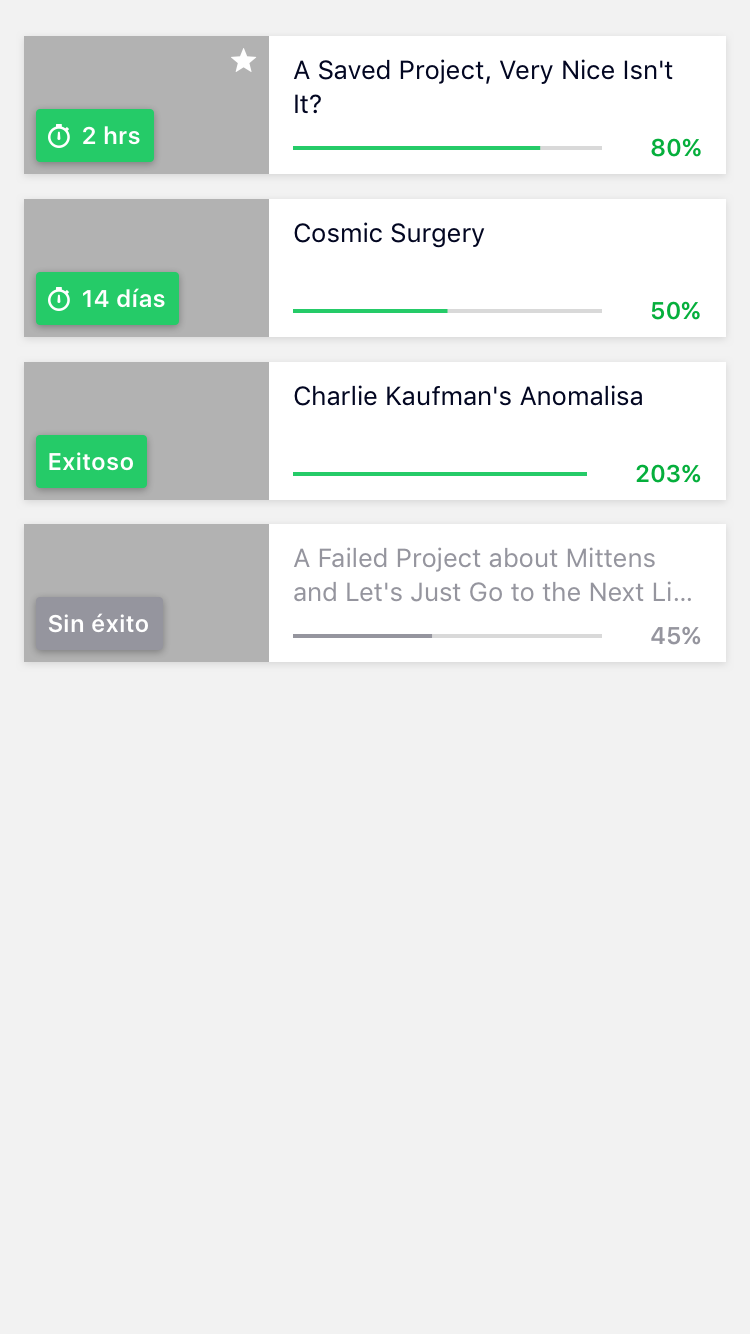 A Saved Project, Very Nice Isn't
It?
2 hrs
80%
Cosmic Surgery
14 días
50%
Charlie Kaufman's Anomalisa
Exitoso
203%
A Failed Project about Mittens
and Let's Just Go to the Next Li...
Sin éxito
45%